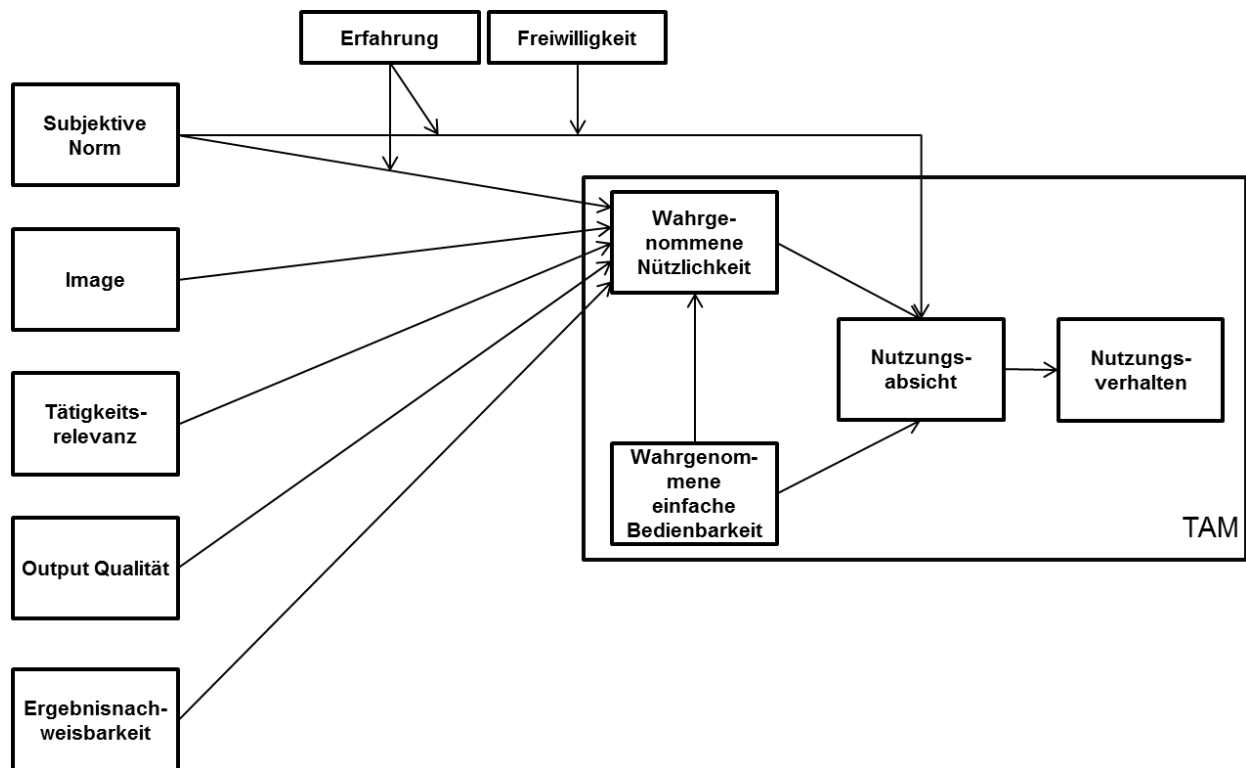 Erfahrung
Freiwilligkeit
Subjektive
Norm
Image
Tätigkeits-
relevanz
Output Qualität
Ergebnisnach-
weisbarkeit
Wahrge-
nommene
Nützlichkeit
Wahrgenom-
mene
einfache
Bedienbarkeit
Nutzungs-
absicht
Nutzungs-
verhalten
TAM